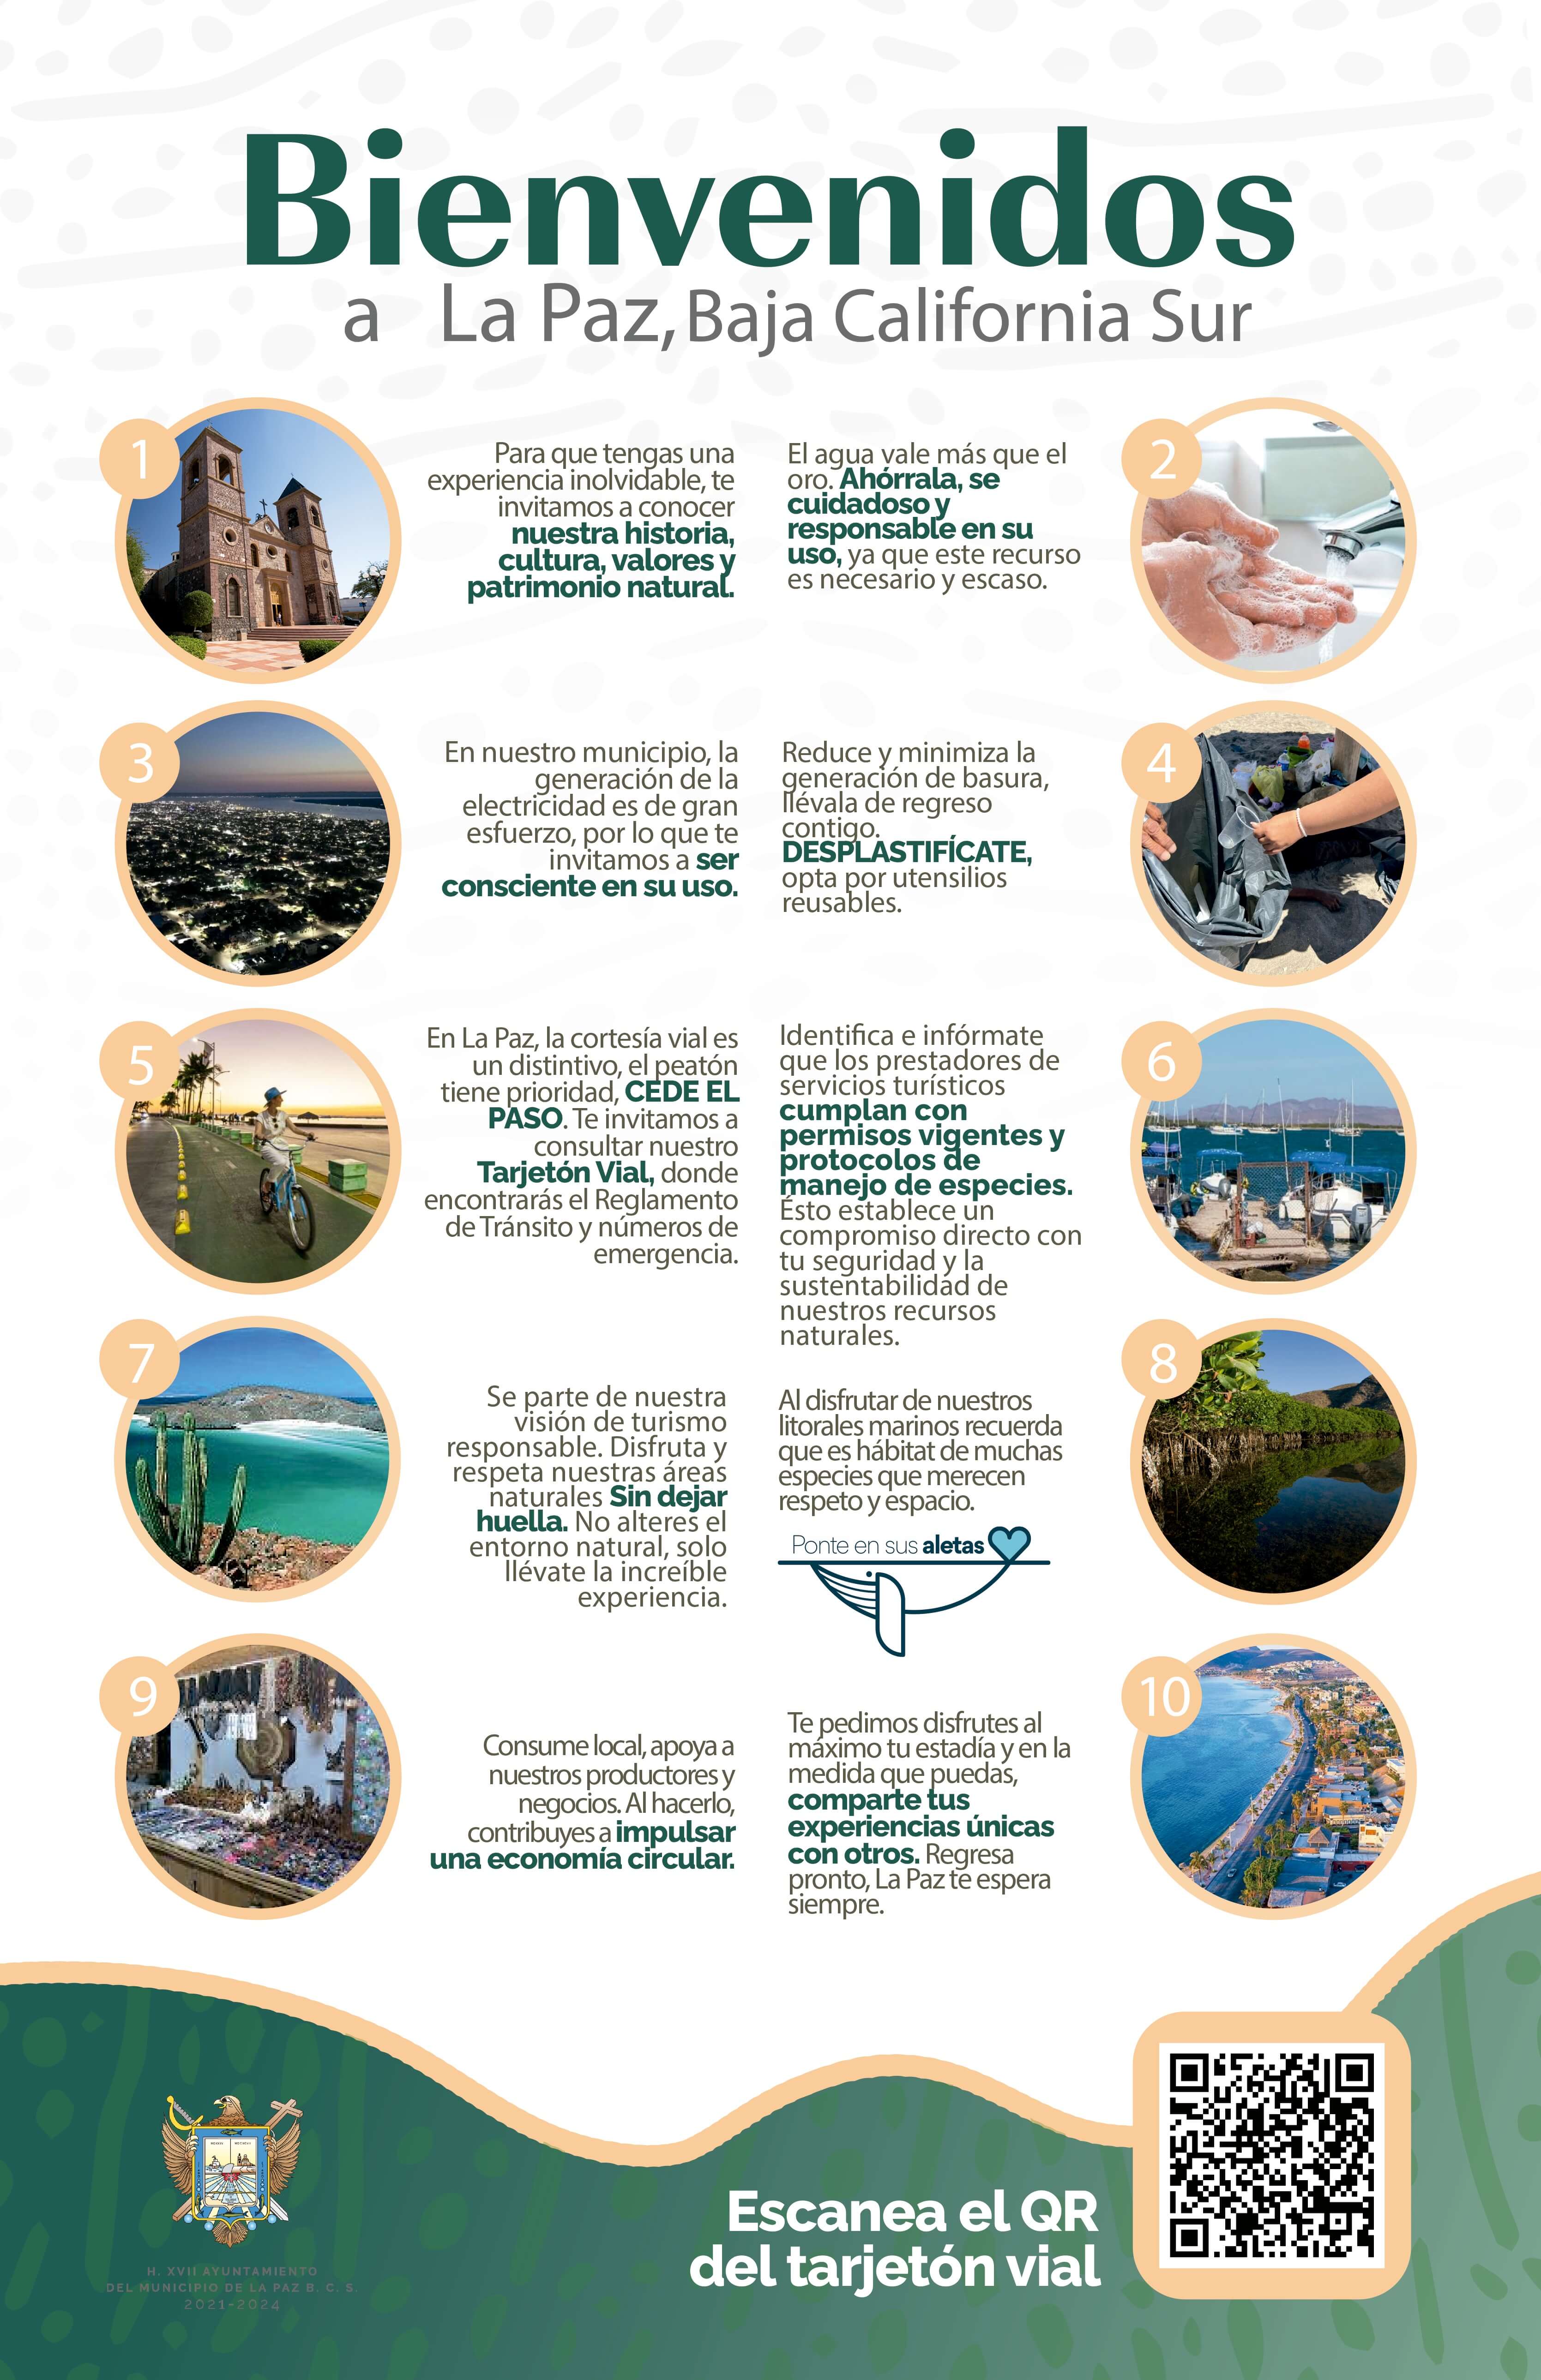 Bienvenidos
a La Paz, Baja California Sur
1
Para que tengas una
experiencia inolvidable, te
invitamos a conocer
nuestra historia,
cultura, valores y
patrimonio natural.
2
El agua vale más que el
oro. Ahórrala, se
cuidadoso y
responsable en su
uso, ya que este recurso
es necesario y escaso.
3
En nuestro municipio, la
generación de la
electricidad es de gran
esfuerzo, por lo que te
invitamos a ser
consciente en su uso.
4
Reduce y minimiza la
generación de basura,
llévala de regreso
contigo.
DESPLASTIFÍCATE,
opta por utensilios
reusables.
5
En La Paz, la cortesía vial es
un distintivo, el peatón
tiene prioridad, CEDE EL
PASO. Te invitamos a
consultar nuestro
Tarjetón Vial, donde
encontrarás el Reglamento
de Tránsito y números de
emergencia.
6
Identifica e infórmate
que los prestadores de
servicios turísticos
cumplan con
permisos vigentes y
protocolos de
manejo de especies.
Ésto establece un
compromiso directo con
tu seguridad y la
sustentabilidad de
nuestros recursos
naturales.
7
Se parte de nuestra
visión de turismo
responsable. Disfruta y
respeta nuestras áreas
naturales Sin dejar
huella. No alteres el
entorno natural, solo
llévate la increíble
experiencia.
8
Al disfrutar de nuestros
litorales marinos recuerda
que es hábitat de muchas
especies que merecen
respeto y espacio.
Ponte en sus aletas
9
Consume local, apoya a
nuestros productores y
negocios. Al hacerlo,
contribuyes a impulsar
una economía circular.
10
Te pedimos disfrutes al
máximo tu estadía y en la
medida que puedas,
comparte tus
experiencias únicas
con otros. Regresa
pronto, La Paz te espera
siempre.
H. XVII AYUNTAMIENTO
DEL MUNICIPIO DE LA PAZ B. C. S.
2021-2024
Escanea el QR
del tarjetón vial